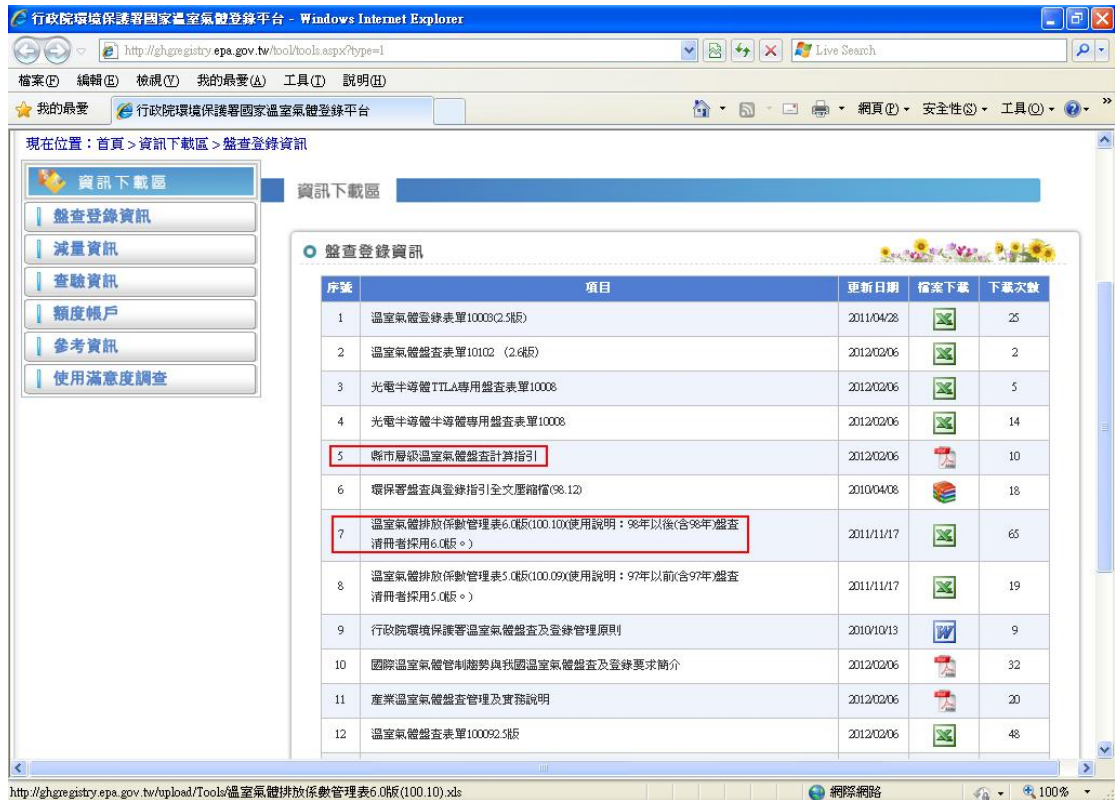 行政院環境保護署國家溫室氣體登錄平台 - Windows Internet Explorer
http://ghgregistry.epa.gov.tw/tool/tools.aspx?type=1
Live Search
檔案(F) 編輯(E) 檢視(V) 我的最愛(A) 工具(T) 說明(H)
我的最愛 行政院環境保護署國家溫室氣體登錄平台 網頁(P) 安全性(S) 工具(O)
現在位置：首頁 > 資訊下載區 > 盤查登錄資訊
資訊下載區
盤查登錄資訊
減量資訊
查驗資訊
額度帳戶
參考資訊
使用滿意度調查
資訊下載區
盤查登錄資訊
序號 項目 更新日期 檔案下載 下載次數
1 溫室氣體登錄表單10003(2.5版) 2011/04/28 25
2 溫室氣體盤查表單10102 （2.6版） 2012/02/06 2
3 光電半導體TTLA專用盤查表單10008 2012/02/06 5
4 光電半導體半導體專用盤查表單10008 2012/02/06 14
5 縣市層級溫室氣體盤查計算指引 2012/02/06 10
6 環保署盤查與登錄指引全文壓縮檔(98.12) 2010/04/08 18
7 溫室氣體排放係數管理表6.0版(100.10)(使用說明：98年以後(含98年)盤查
清冊者採用6.0版。) 2011/11/17 65
8 溫室氣體排放係數管理表5.0版(100.09)(使用說明：97年以前(含97年)盤查
清冊者採用5.0版。) 2011/11/17 19
9 行政院環境保護署溫室氣體盤查及登錄管理原則 2010/10/13 9
10 國際溫室氣體管制趨勢與我國溫室氣體盤查及登錄要求簡介 2012/02/06 32
11 產業溫室氣體盤查管理及實務說明 2012/02/06 20
12 溫室氣體盤查表單100092.5版 2012/02/06 48
http://ghgregistry.epa.gov.tw/upload/Tools/溫室氣體排放係數管理表6.0版(100.10).xls 網際網路 100%